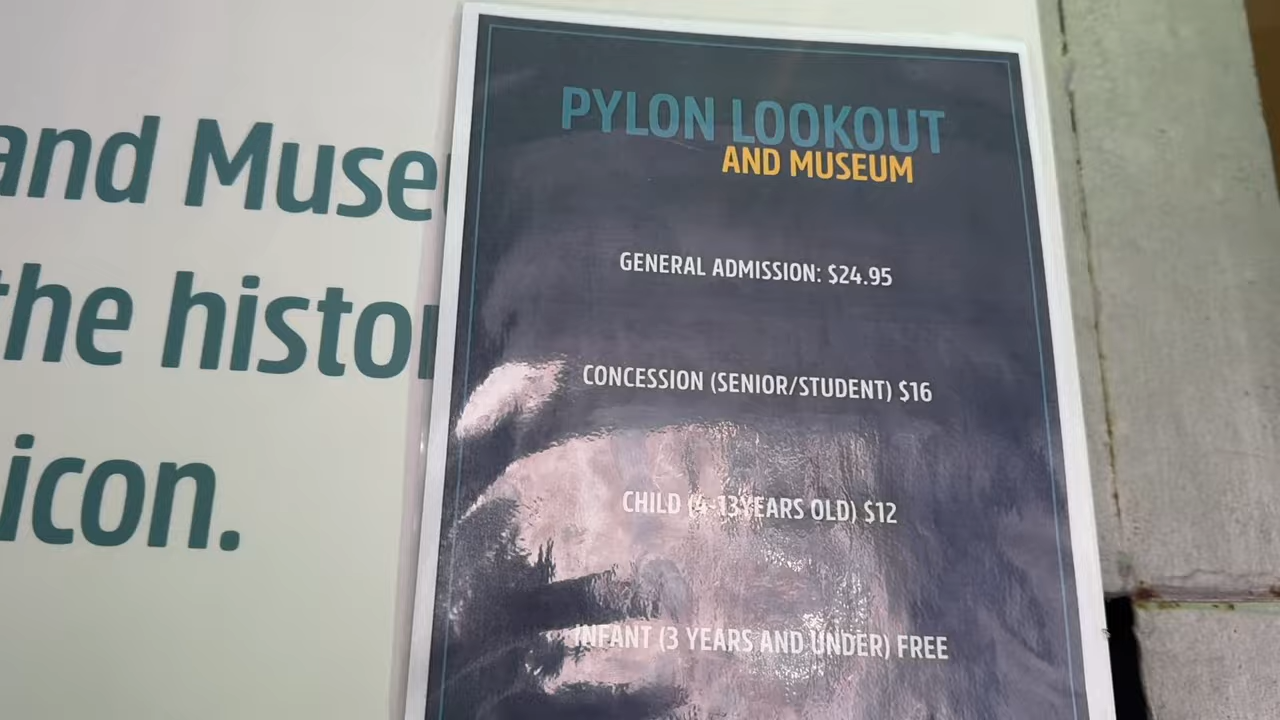 and Muse
the histor
icon.
PYLON LOOKOUT
AND MUSEUM
GENERAL ADMISSION: $24.95
CONCESSION (SENIOR/STUDENT) $16
CHILD (4-13YEARS OLD) $12
INFANT (3 YEARS AND UNDER) FREE